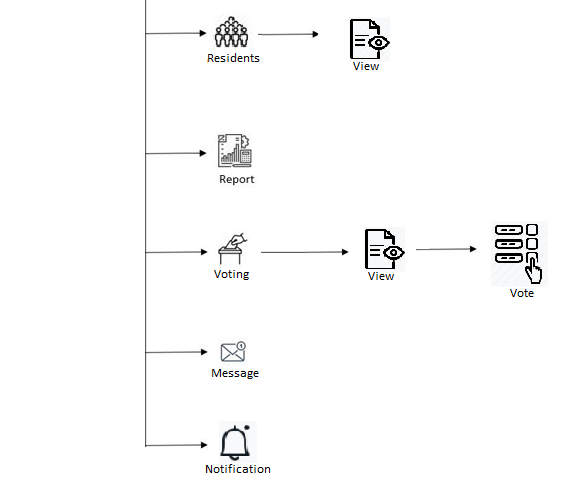 Residents
View
Report
Voting
View
Vote
Message
Notification